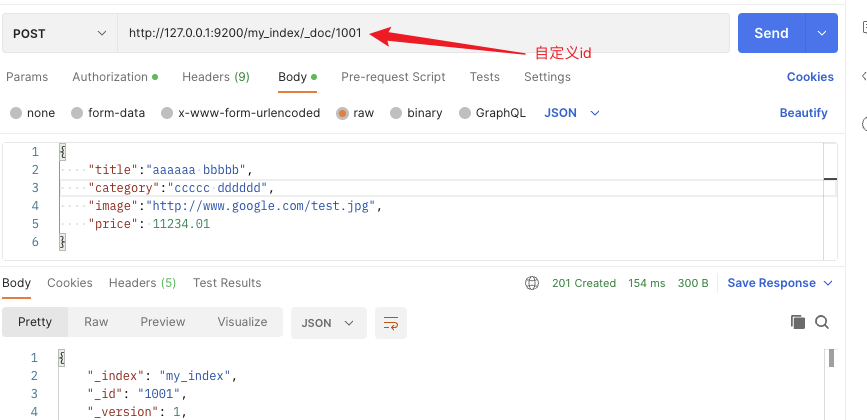 POST
http://127.0.0.1:9200/my_index/_doc/1001
Send
自定义id
Params Authorization Headers (9) Body Pre-request Script Tests Settings Cookies
none form-data x-www-form-urlencoded raw binary GraphQL JSON Beautify
1 {
2 "title":"aaaaaa bbbbb",
3 "category":"ccccc dddddd",
4 "image":"http://www.google.com/test.jpg",
5 "price": 11234.01
6 }
Body Cookies Headers (5) Test Results 201 Created 154 ms 300 B Save Response
Pretty Raw Preview Visualize JSON
1 {
2 "_index": "my_index",
3 "_id": "1001",
4 "_version": 1,